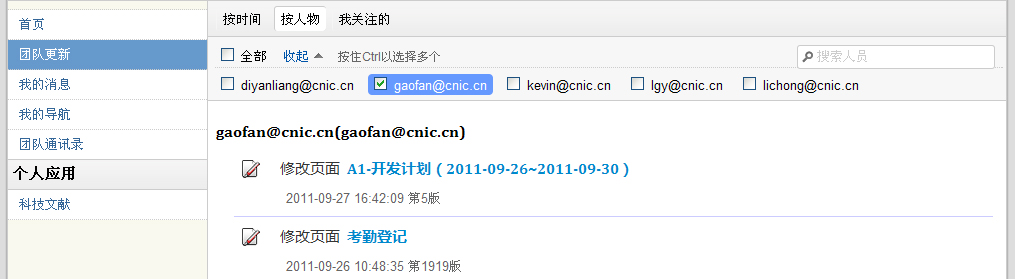 首页
团队更新
我的消息
我的导航
团队通讯录
个人应用
科技文献
按时间 按人物 我关注的
全部 收起 按住Ctrl以选择多个 搜索人员
diyanliang@cnic.cn gaofan@cnic.cn kevin@cnic.cn lgy@cnic.cn lichong@cnic.cn
gaofan@cnic.cn(gaofan@cnic.cn)
修改页面 A1-开发计划（2011-09-26~2011-09-30）
2011-09-27 16:42:09 第5版
修改页面 考勤登记
2011-09-26 10:48:35 第1919版